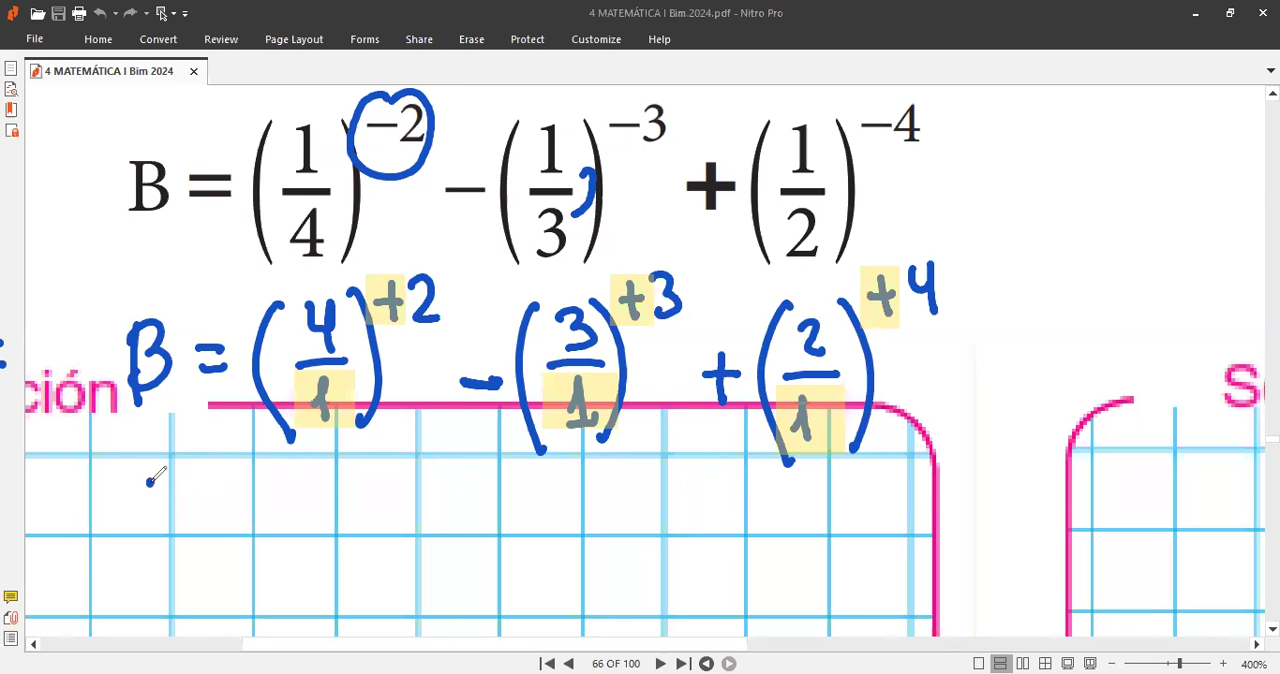 4 MATEMÁTICA I Bim.2024.pdf - Nitro Pro
File Home Convert Review Page Layout Forms Share Erase Protect Customize Help
4 MATEMÁTICA I Bim 2024
B = (1/4)^−2 − (1/3)^−3 + (1/2)^−4
B = (4/1)^+2 - (3/1)^+3 + (2/1)^+4
ción S
66 OF 100 400%